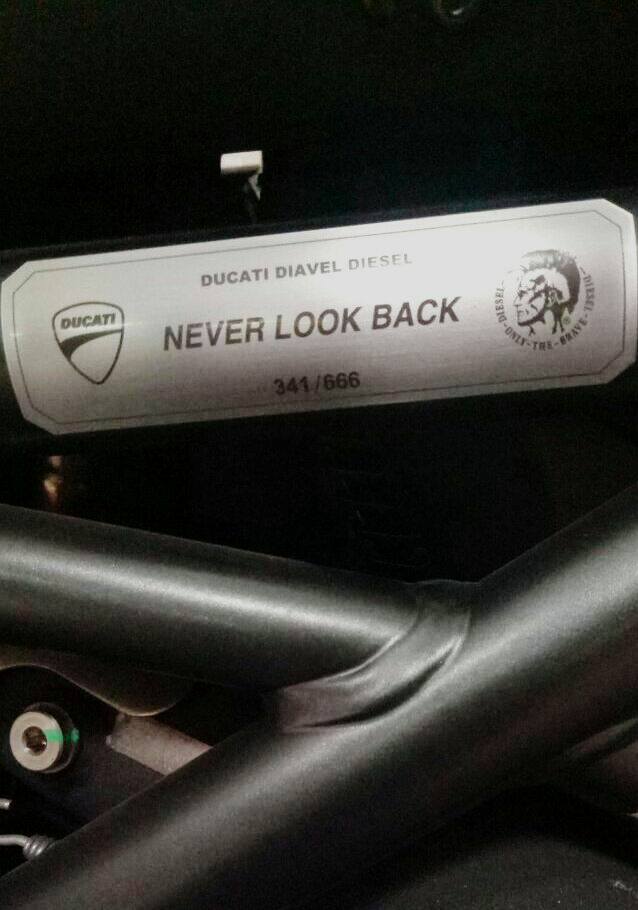 DUCATI DIAVEL DIESEL
DUCATI
NEVER LOOK BACK
341/666
DIESEL-ONLY-THE-BRAVE-DIESEL-